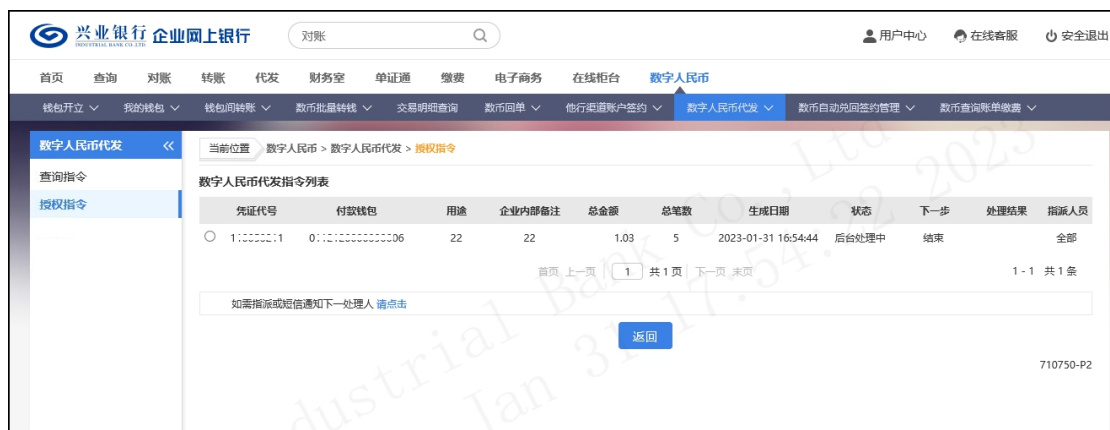 兴业银行 企业网上银行 对账 用户中心 在线客服 安全退出
INDUSTRIAL BANK CO.,LTD
首页 查询 对账 转账 代发 财务室 单证通 缴费 电子商务 在线柜台 数字人民币
钱包开立 我的钱包 钱包间转账 数币批量转钱 交易明细查询 数币回单 他行渠道账户签约 数字人民币代发 数币自动兑回签约管理 数币查询账单缴费
数字人民币代发 «
查询指令
授权指令
当前位置 数字人民币 > 数字人民币代发 > 授权指令
数字人民币代发指令列表
凭证代号 付款钱包 用途 企业内部备注 总金额 总笔数 生成日期 状态 下一步 处理结果 指派人员
22 22 1.03 5 2023-01-31 16:54:44 后台处理中 结束 全部
首页 上一页 1 共1页 下一页 末页 1 - 1 共1条
如需指派或短信通知下一处理人 请点击
返回
710750-P2
dustrial Bank Co., Ltd
Jan 31 17:54:22 2023